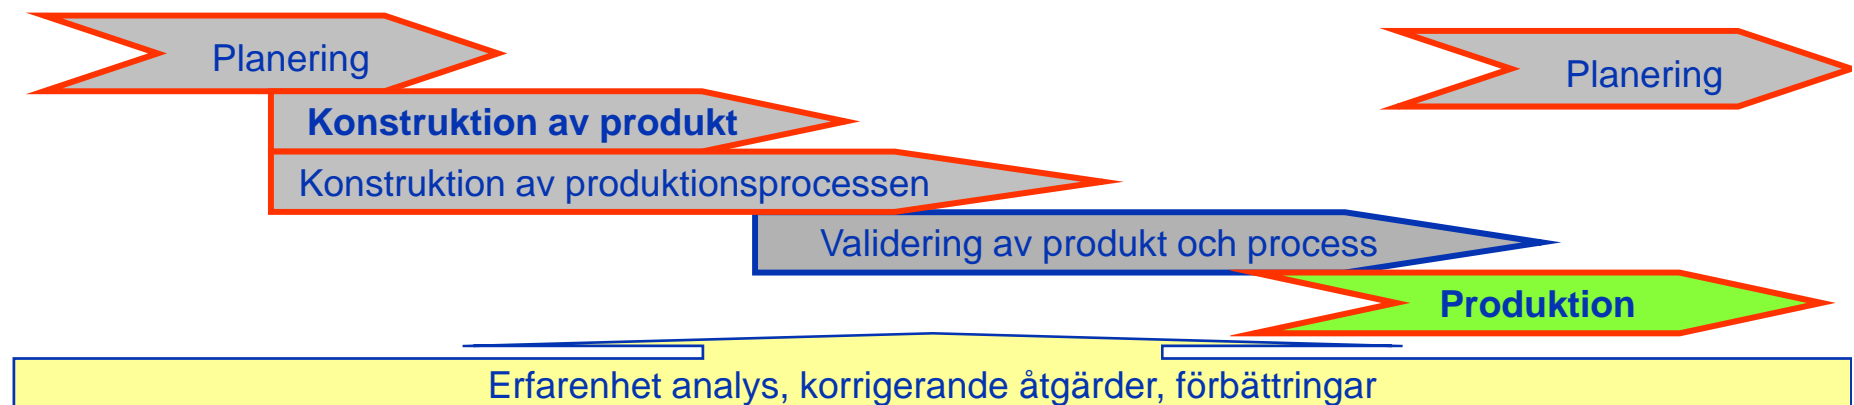 Planering
Planering
Konstruktion av produkt
Konstruktion av produktionsprocessen
Validering av produkt och process
Produktion
Erfarenhet analys, korrigerande åtgärder, förbättringar